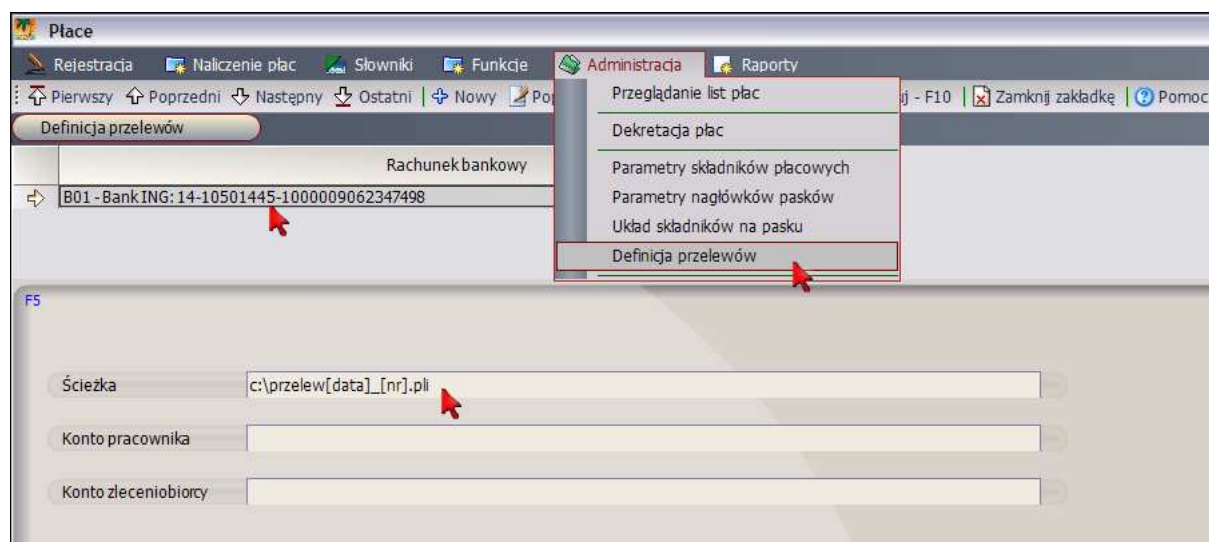 Płace
Rejestracja Naliczenie płac Słowniki Funkcje Administracja Raporty
Pierwszy Poprzedni Następny Ostatni Nowy Po uj - F10 Zamknij zakładkę Pomoc
Przeglądanie list płac
Definicja przelewów
Dekretacja płac
Rachunek bankowy
Parametry składników płacowych
B01 - Bank ING: 14-10501445-1000009062347498
Parametry nagłówków pasków
Układ składników na pasku
Definicja przelewów
F5
Ścieżka c:\przelew[data]_[nr].pli
Konto pracownika
Konto zleceniobiorcy